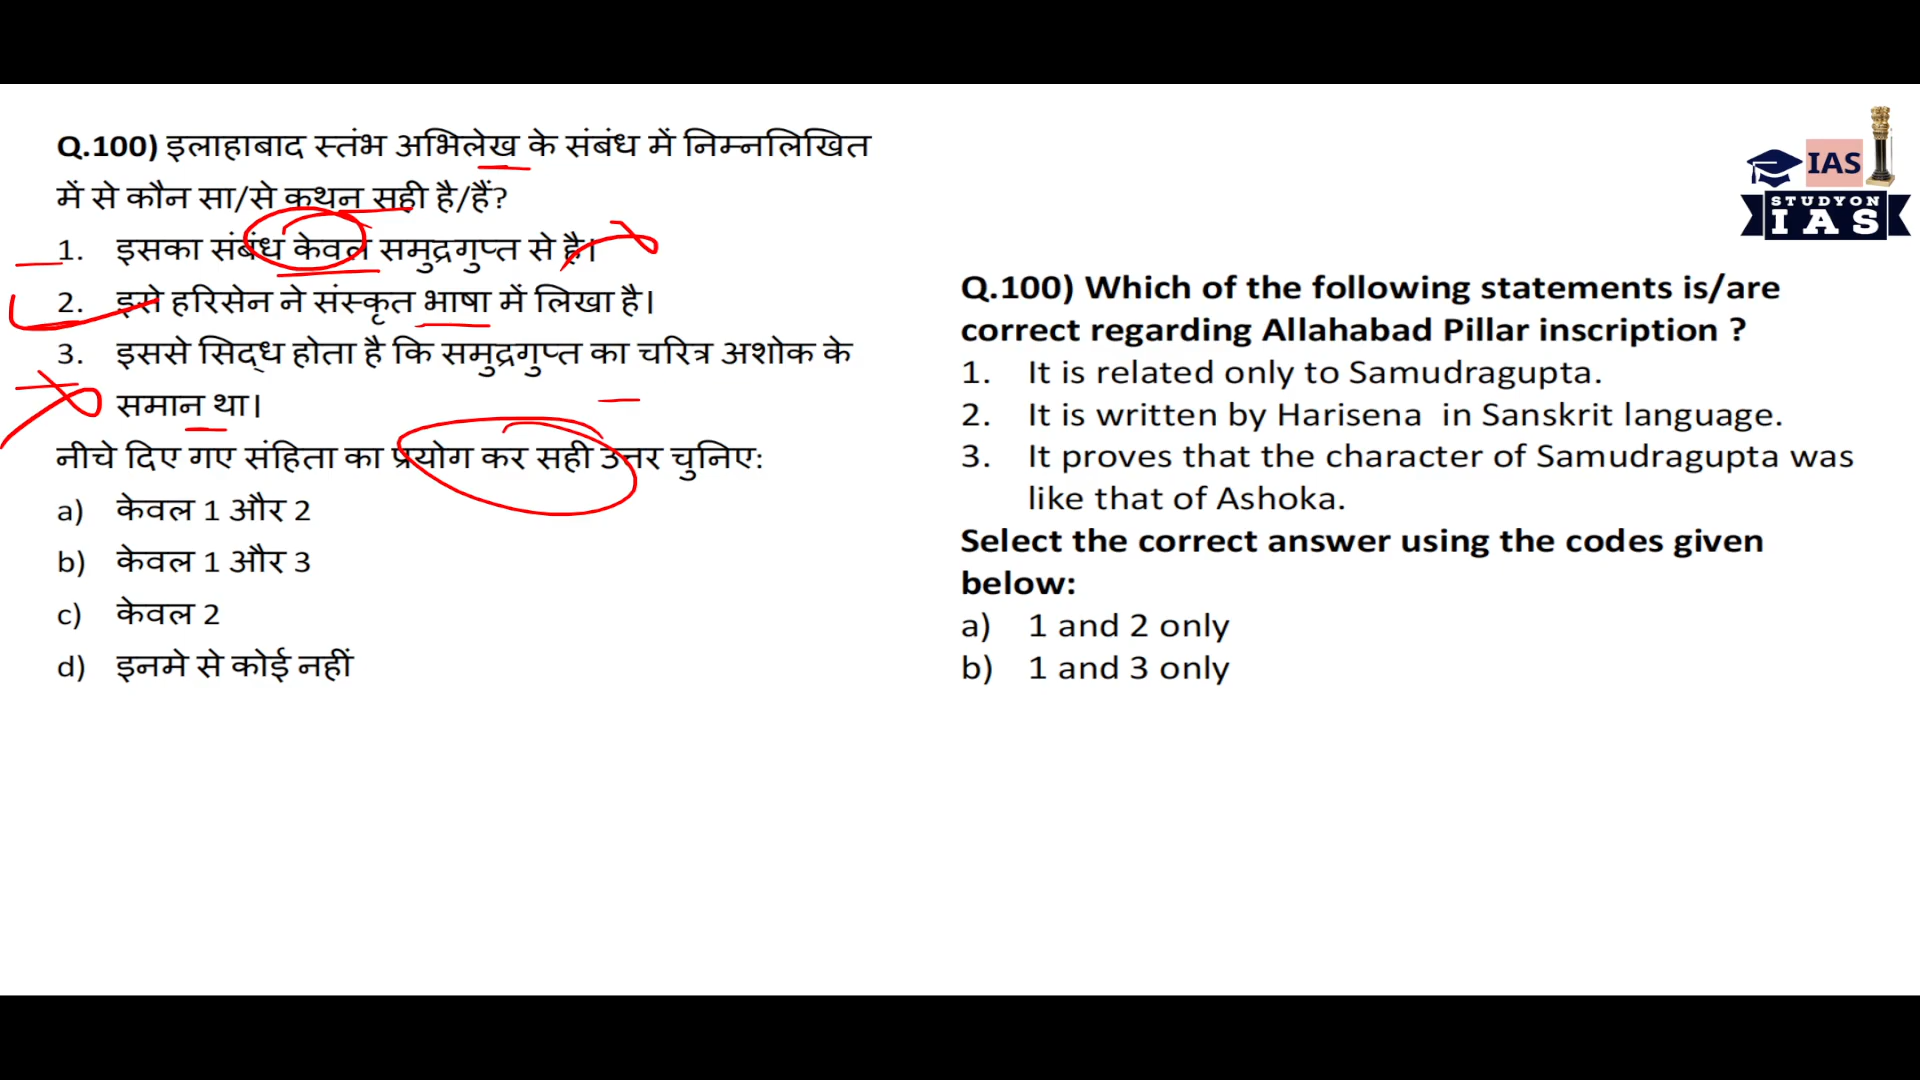 Q.100) इलाहाबाद स्तंभ अभिलेख के संबंध में निम्नलिखित
में से कौन सा/से कथन सही है/हैं?
1. इसका संबंध केवल समुद्रगुप्त से है।
2. इसे हरिसेन ने संस्कृत भाषा में लिखा है।
3. इससे सिद्ध होता है कि समुद्रगुप्त का चरित्र अशोक के
समान था।
नीचे दिए गए संहिता का प्रयोग कर सही उत्तर चुनिए:
a) केवल 1 और 2
b) केवल 1 और 3
c) केवल 2
d) इनमे से कोई नहीं
IAS
STUDYON
IAS
Q.100) Which of the following statements is/are
correct regarding Allahabad Pillar inscription ?
1. It is related only to Samudragupta.
2. It is written by Harisena in Sanskrit language.
3. It proves that the character of Samudragupta was
like that of Ashoka.
Select the correct answer using the codes given
below:
a) 1 and 2 only
b) 1 and 3 only